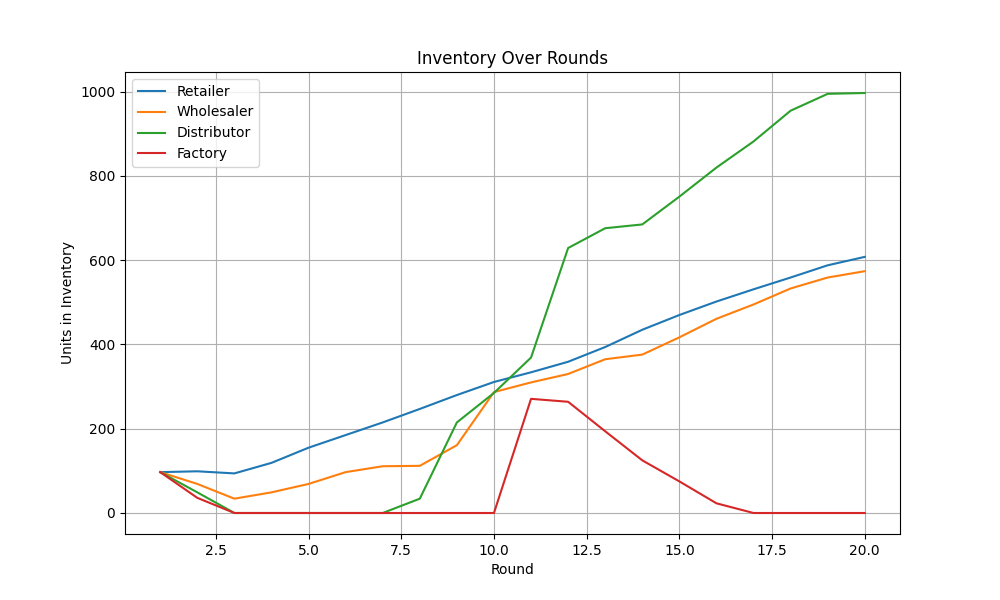 Inventory Over Rounds
Retailer
Wholesaler
Distributor
Factory
Units in Inventory
1000
800
600
400
200
0
2.5 5.0 7.5 10.0 12.5 15.0 17.5 20.0
Round